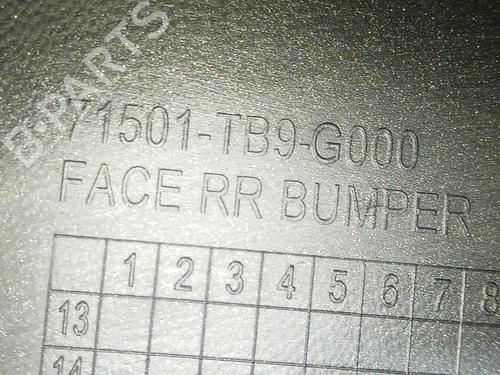 B-PARTS
71501-TB9-G000
FACE RR BUMPER
1 2 3 4 5 6 7 8
13
14